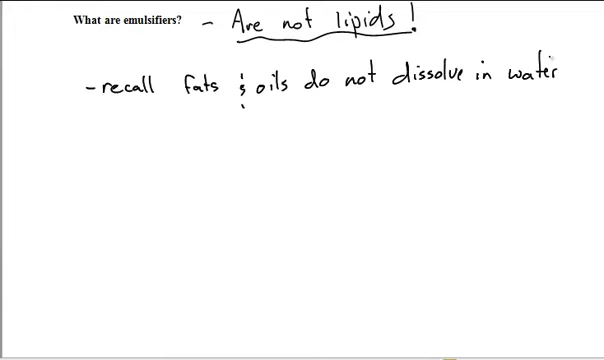 What are emulsifiers? - Are not lipids!
- recall fats & oils do not dissolve in water